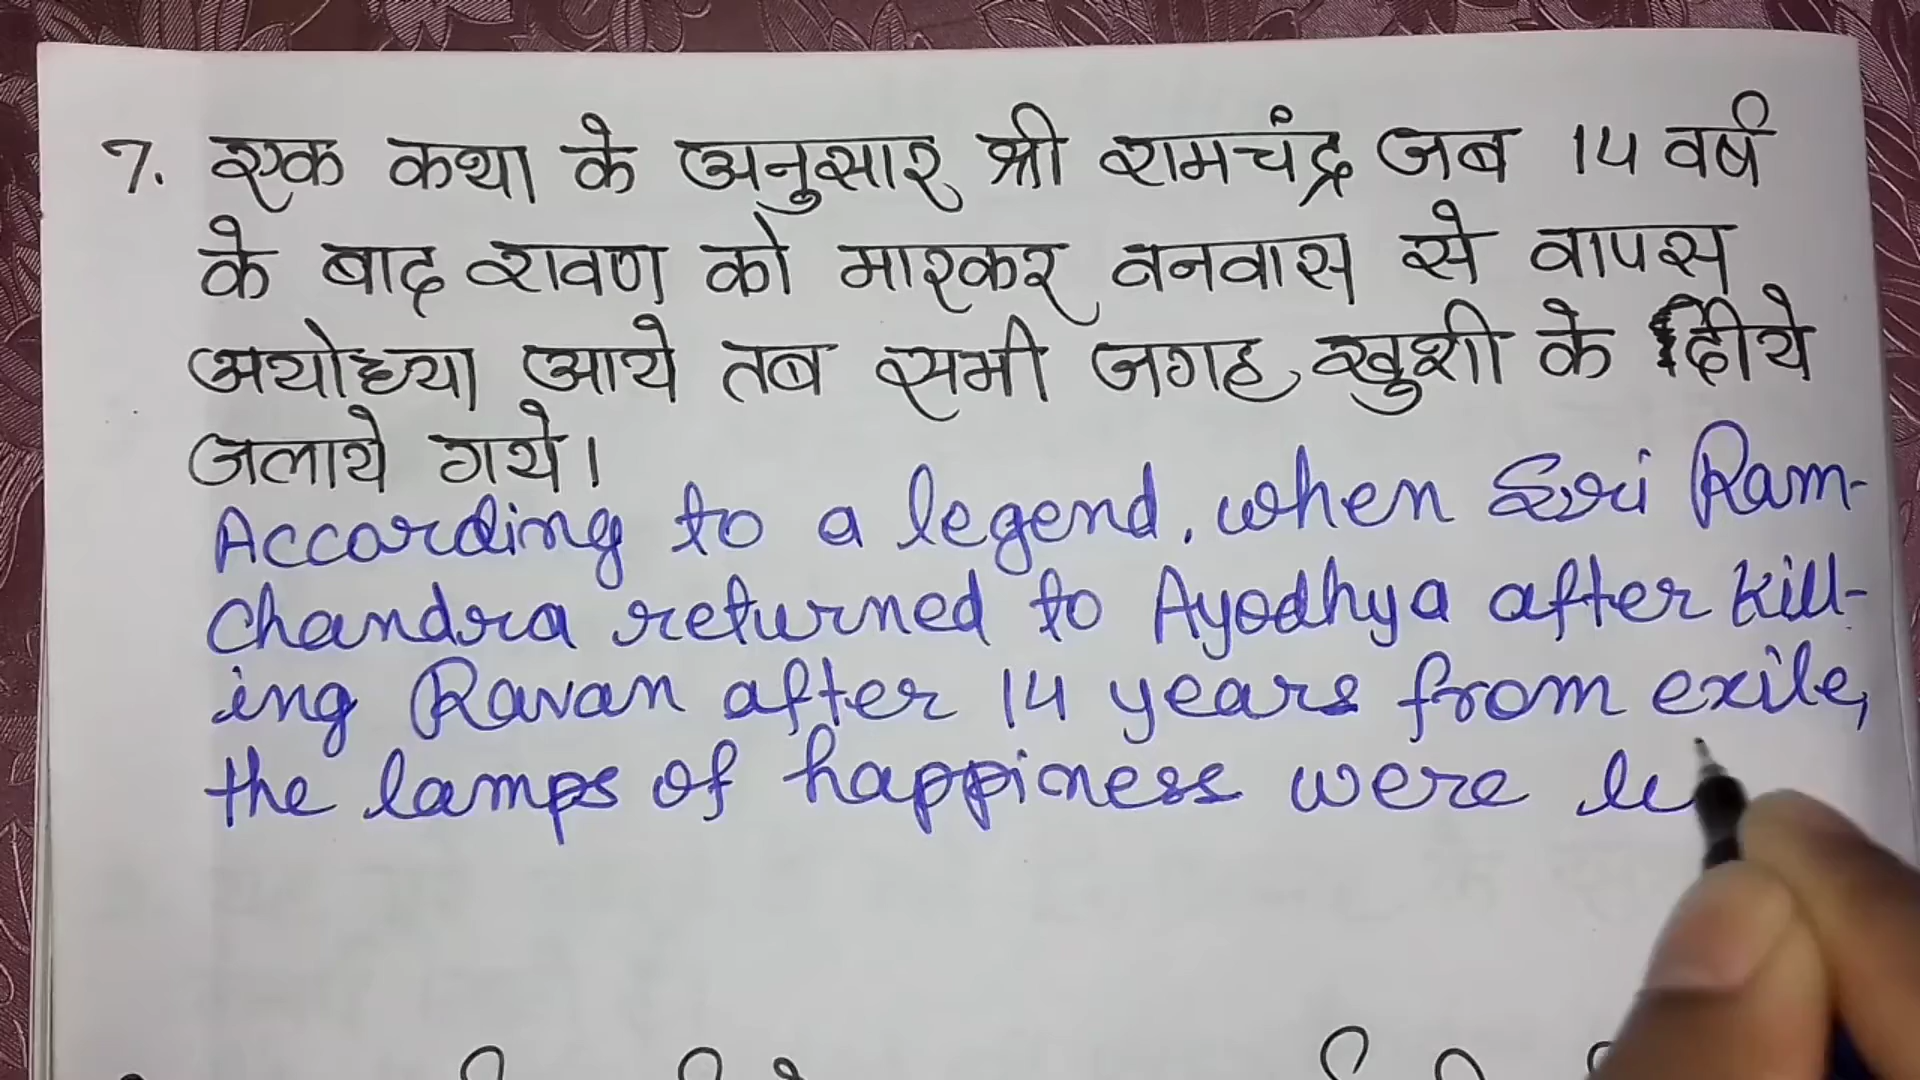 7. एक कथा के अनुसार श्री रामचंद्र जब 14 वर्ष
के बाद रावण को मारकर वनवास से वापस
अयोध्या आये तब सभी जगह खुशी के दीये
जलाये गये।
According to a legend, when Sri Ram-
chandra returned to Ayodhya after kill-
ing Ravan after 14 years from exile,
the lamps of happiness were